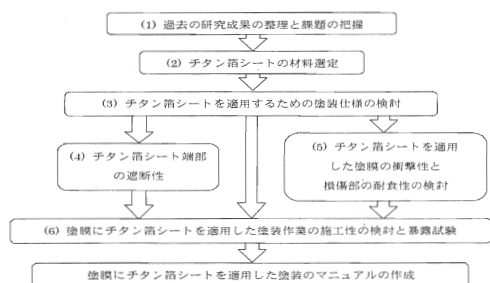 (1) 過去の研究成果の整理と課題の把握
(2) チタン箔シートの材料選定
(3) チタン箔シートを適用するための塗装仕様の検討
(4) チタン箔シート端部
の遮断性
(5) チタン箔シートを適用
した塗膜の衝撃性と
損傷部の耐食性の検討
(6) 塗膜にチタン箔シートを適用した塗装作業の施工性の検討と暴露試験
塗膜にチタン箔シートを適用した塗装のマニュアルの作成